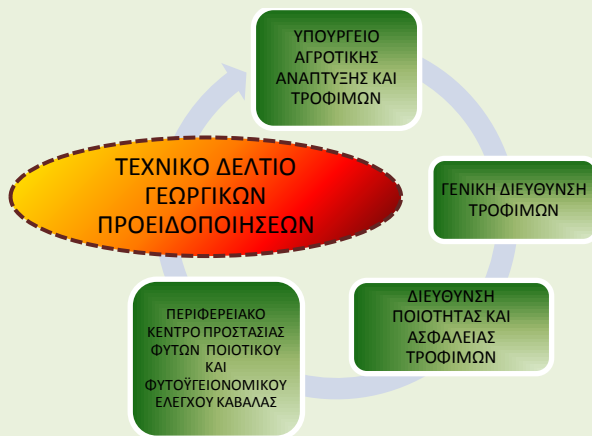 ΥΠΟΥΡΓΕΙΟ
ΑΓΡΟΤΙΚΗΣ
ΑΝΑΠΤΥΞΗΣ ΚΑΙ
ΤΡΟΦΙΜΩΝ
ΤΕΧΝΙΚΟ ΔΕΛΤΙΟ
ΓΕΩΡΓΙΚΩΝ
ΠΡΟΕΙΔΟΠΟΙΗΣΕΩΝ
ΓΕΝΙΚΗ ΔΙΕΥΘΥΝΣΗ
ΤΡΟΦΙΜΩΝ
ΔΙΕΥΘΥΝΣΗ
ΠΟΙΟΤΗΤΑΣ ΚΑΙ
ΑΣΦΑΛΕΙΑΣ
ΤΡΟΦΙΜΩΝ
ΠΕΡΙΦΕΡΕΙΑΚΟ
ΚΕΝΤΡΟ ΠΡΟΣΤΑΣΙΑΣ
ΦΥΤΩΝ ΠΟΙΟΤΙΚΟΥ
ΚΑΙ
ΦΥΤΟΫΓΕΙΟΝΟΜΙΚΟΥ
ΕΛΕΓΧΟΥ ΚΑΒΑΛΑΣ